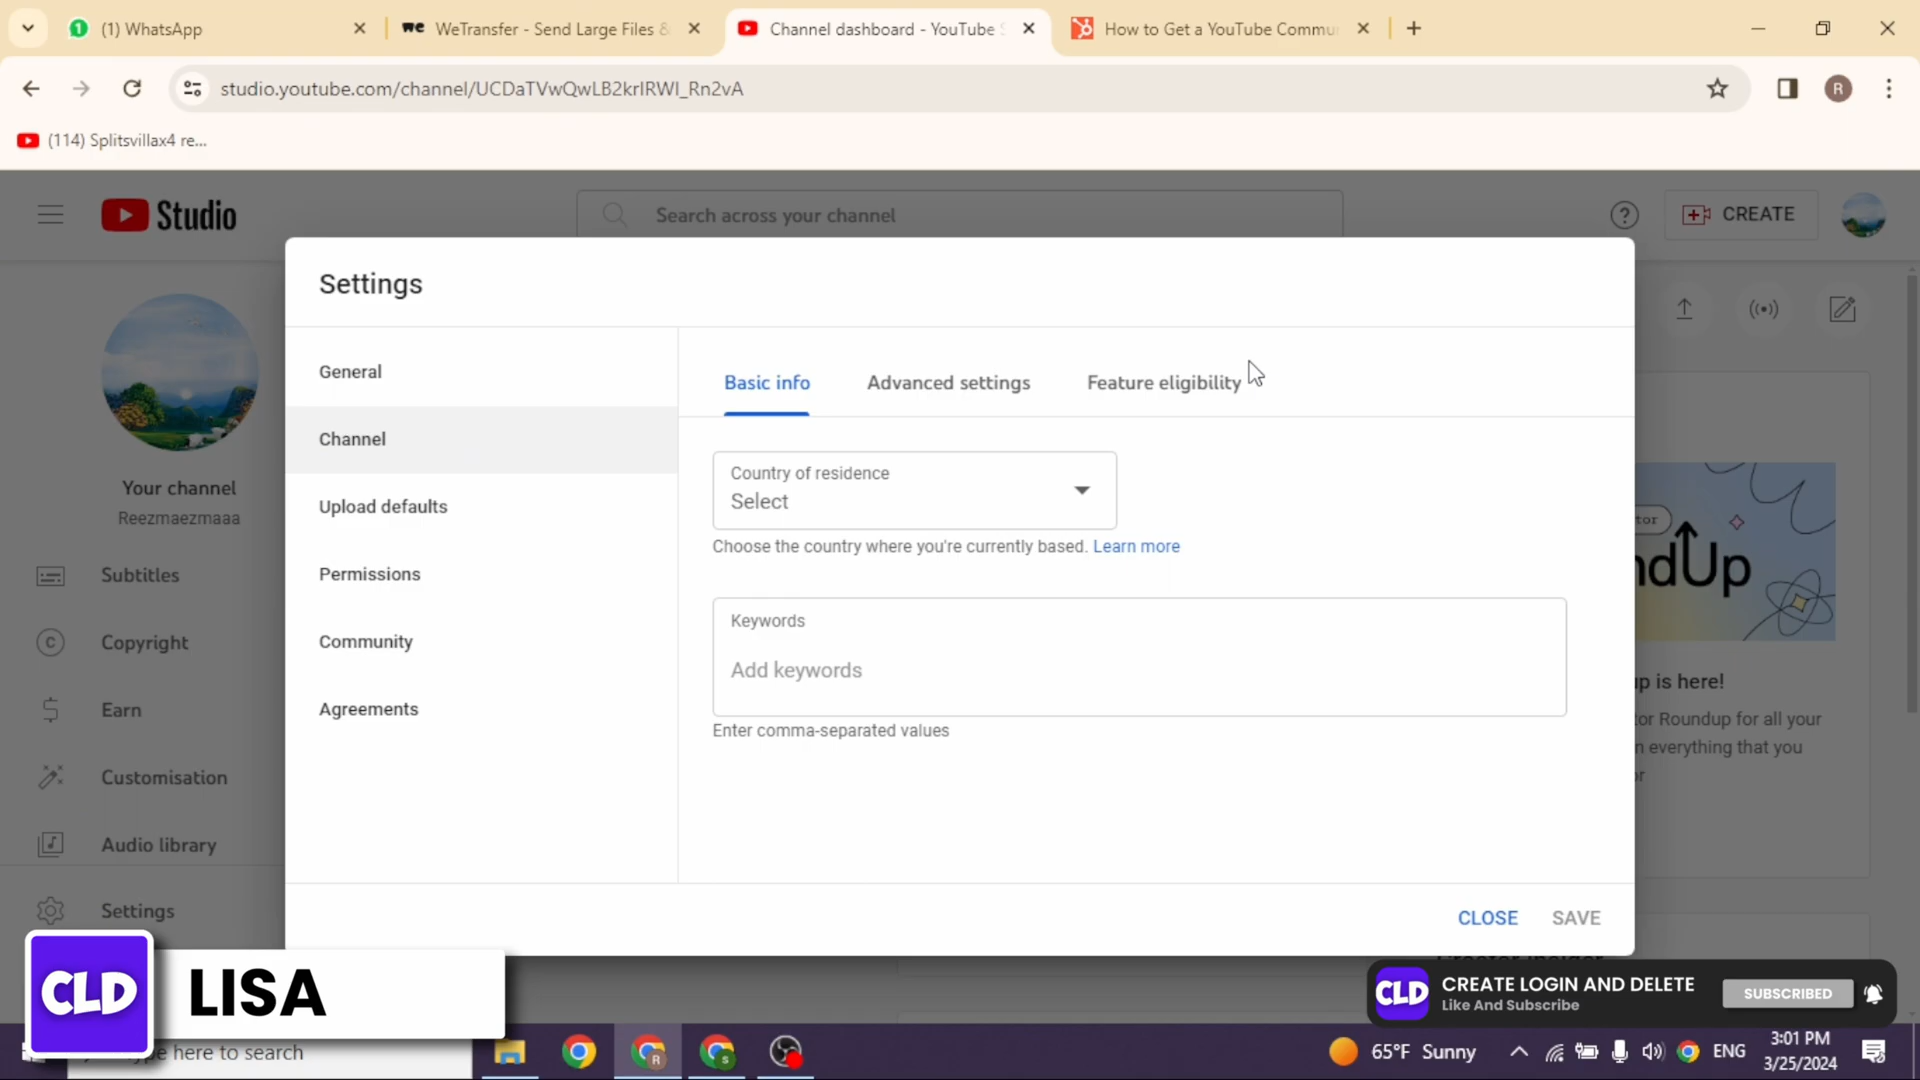 (1) WhatsApp
WeTransfer - Send Large Files &
Channel dashboard - YouTube S
How to Get a YouTube Commu
studio.youtube.com/channel/UCDaTVwQwLB2krIRWI_Rn2vA
R
(114) Splitsvillax4 re...
Studio
Search across your channel
CREATE
Settings
General
Channel
Upload defaults
Permissions
Community
Agreements
Basic info
Advanced settings
Feature eligibility
Country of residence
Select
Choose the country where you're currently based. Learn more
Keywords
Add keywords
Enter comma-separated values
CLOSE
SAVE
Your channel
Reezmaezmaaa
Subtitles
Copyright
Earn
Customisation
Audio library
Settings
tor
ndUp
up is here!
tor Roundup for all your
n everything that you
or
CLD
LISA
CLD
CREATE LOGIN AND DELETE
Like And Subscribe
SUBSCRIBED
here to search
65°F Sunny
ENG
3:01 PM
3/25/2024